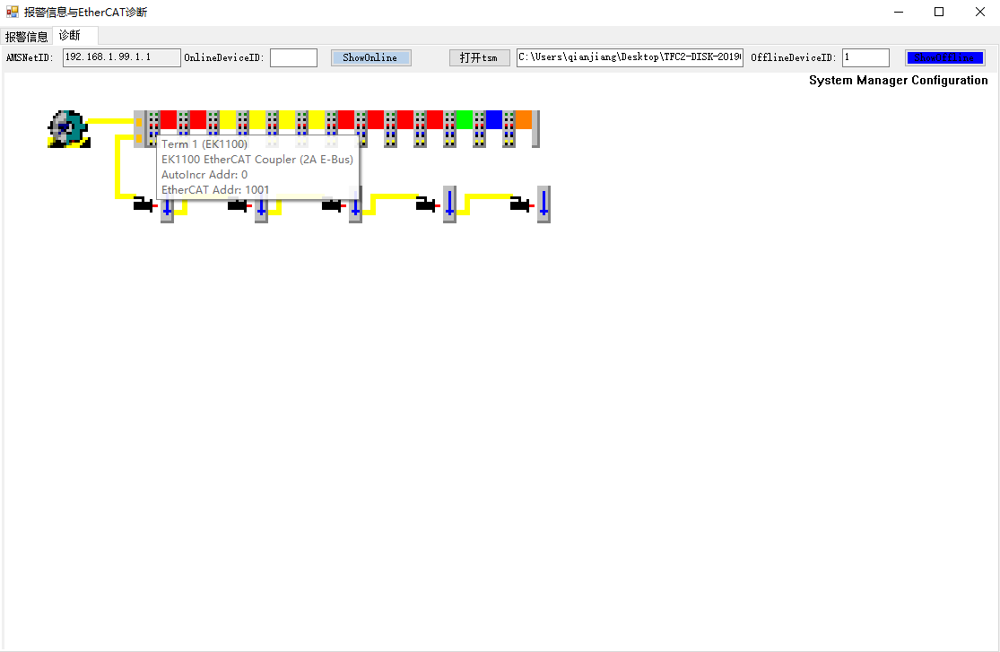 报警信息与EtherCAT诊断
报警信息 诊断
AMSNetID: 192.168.1.99.1.1 OnlineDeviceID: ShowOnline 打开tsm C:\Users\qianjiang\Desktop\TFC2-DISK-2019 OfflineDeviceID: 1 ShowOffline
System Manager Configuration
Term 1 (EK1100)
EK1100 EtherCAT Coupler (2A E-Bus)
AutoIncr Addr: 0
EtherCAT Addr: 1001